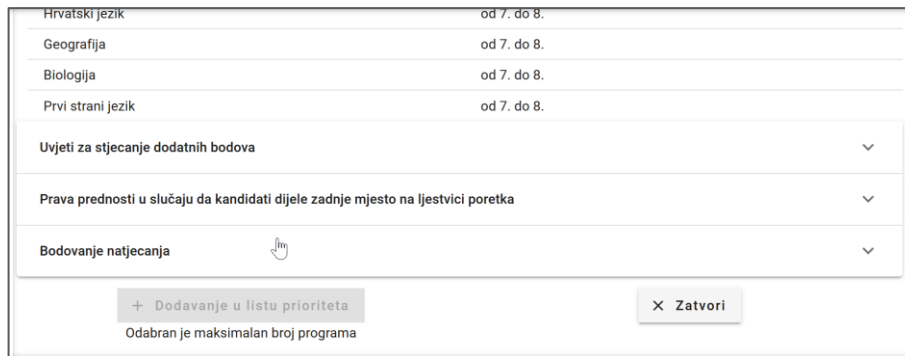 Hrvatski jezik od 7. do 8.
Geografija od 7. do 8.
Biologija od 7. do 8.
Prvi strani jezik od 7. do 8.
Uvjeti za stjecanje dodatnih bodova
Prava prednosti u slučaju da kandidati dijele zadnje mjesto na ljestvici poretka
Bodovanje natjecanja
+ Dodavanje u listu prioriteta × Zatvori
Odabran je maksimalan broj programa